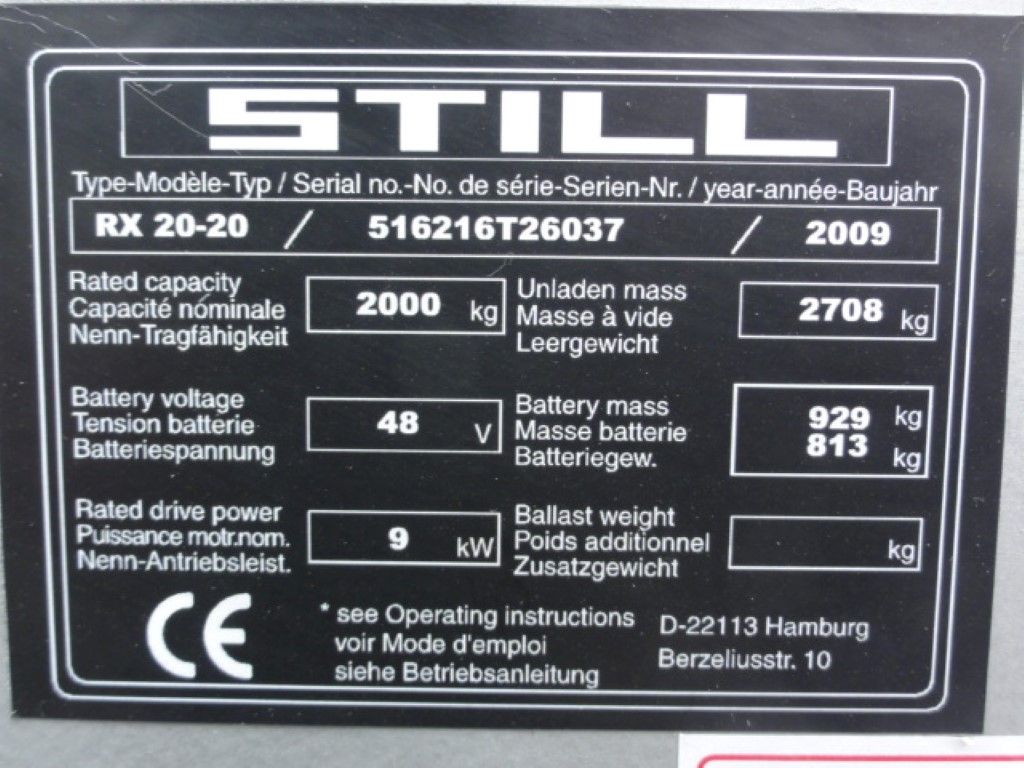 STILL
Type-Modèle-Typ / Serial no.-No. de série-Serien-Nr. / year-année-Baujahr
RX 20-20 / 516216T26037 / 2009
Rated capacity
Capacité nominale
Nenn-Tragfähigkeit
2000 kg
Unladen mass
Masse à vide
Leergewicht
2708 kg
Battery voltage
Tension batterie
Batteriespannung
48 V
Battery mass
Masse batterie
Batteriegew.
929 kg
813 kg
Rated drive power
Puissance motr.nom.
Nenn-Antriebsleist.
9 kW
Ballast weight
Poids additionnel
Zusatzgewicht
kg
CE
* see Operating instructions
voir Mode d'emploi
siehe Betriebsanleitung
D-22113 Hamburg
Berzeliusstr. 10